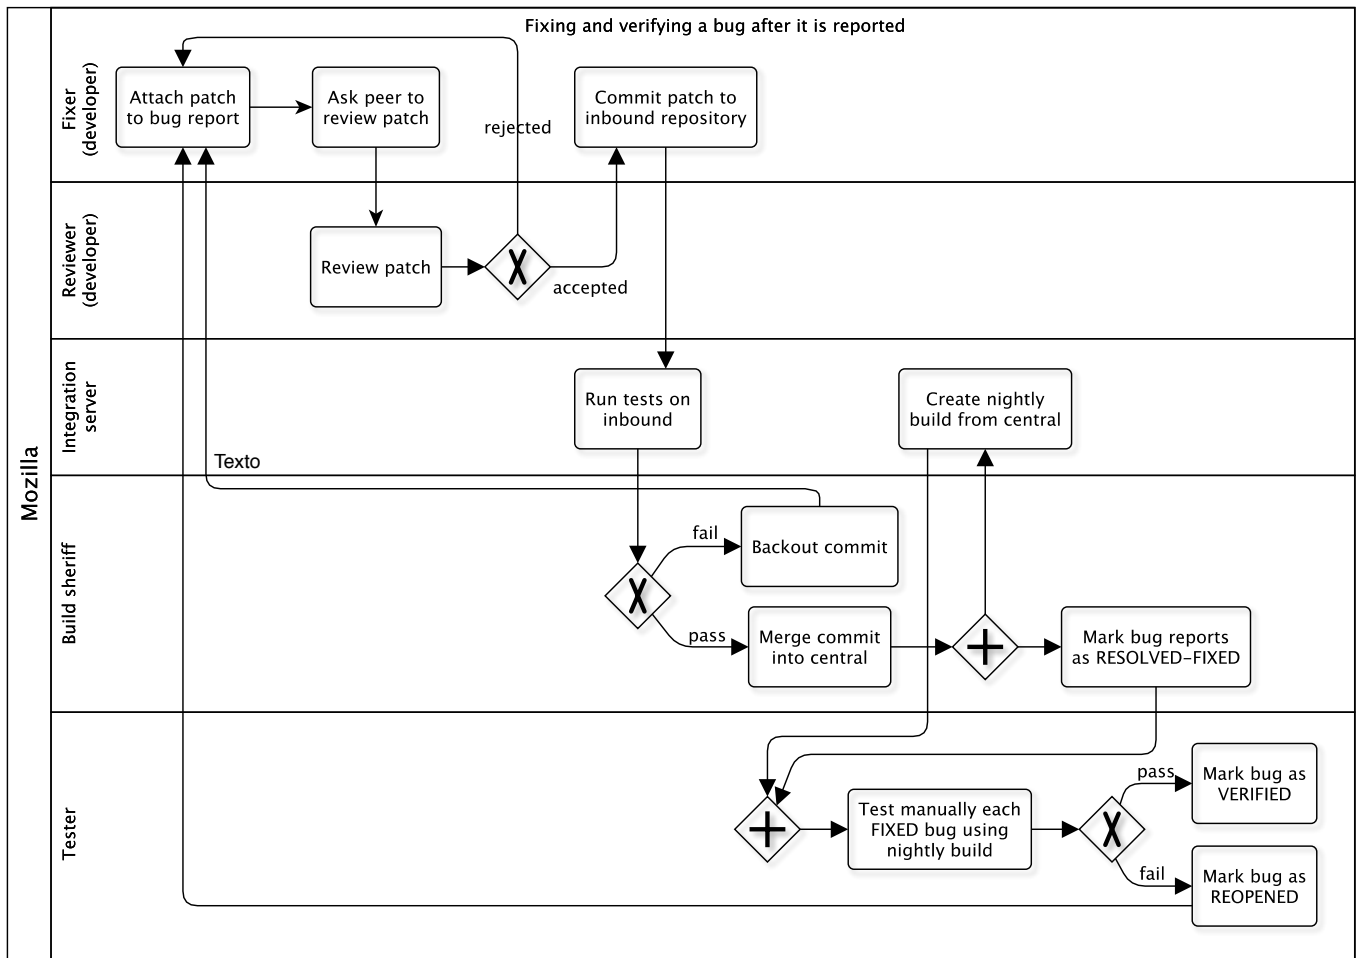 Fixing and verifying a bug after it is reported
Mozilla
Fixer
(developer)
Attach patch
to bug report
Ask peer to
review patch
rejected
Commit patch to
inbound repository
Reviewer
(developer)
Review patch
X
accepted
Integration
server
Run tests on
inbound
Create nightly
build from central
Texto
Build sheriff
X
fail
Backout commit
pass
Merge commit
into central
+
Mark bug reports
as RESOLVED-FIXED
Tester
+
Test manually each
FIXED bug using
nightly build
X
pass
Mark bug as
VERIFIED
fail
Mark bug as
REOPENED